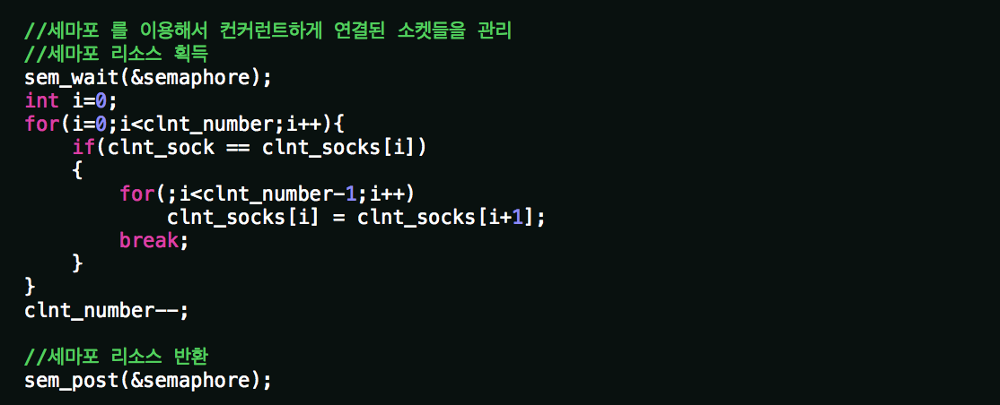 //세마포 를 이용해서 컨커런트하게 연결된 소켓들을 관리
//세마포 리소스 획득
sem_wait(&semaphore);
int i=0;
for(i=0;i<clnt_number;i++){
    if(clnt_sock == clnt_socks[i])
    {
        for(;i<clnt_number-1;i++)
            clnt_socks[i] = clnt_socks[i+1];
        break;
    }
}
clnt_number--;

//세마포 리소스 반환
sem_post(&semaphore);